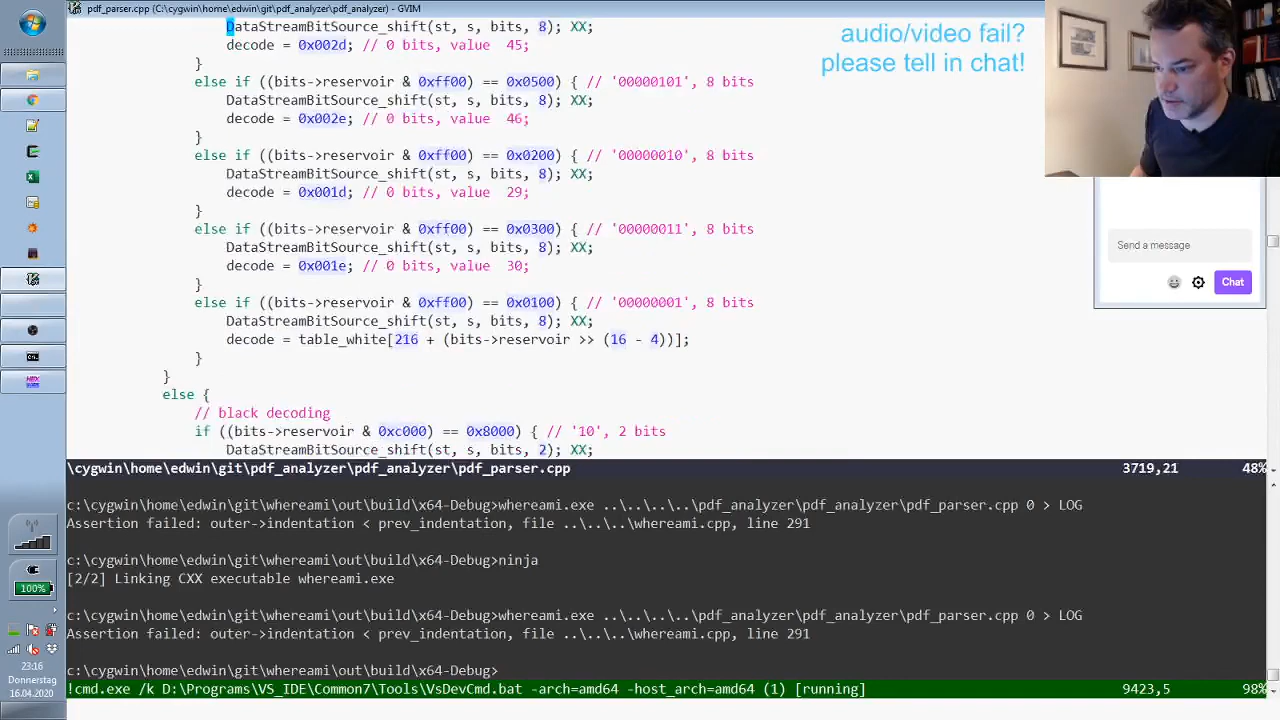 pdf_parser.cpp (C:\cygwin\home\edwin\git\pdf_analyzer\pdf_analyzer) - GVIM
DataStreamBitSource_shift(st, s, bits, 8); XX;
decode = 0x002d; // 0 bits, value  45;
}
else if ((bits->reservoir & 0xff00) == 0x0500) { // '00000101', 8 bits
DataStreamBitSource_shift(st, s, bits, 8); XX;
decode = 0x002e; // 0 bits, value  46;
}
else if ((bits->reservoir & 0xff00) == 0x0200) { // '00000010', 8 bits
DataStreamBitSource_shift(st, s, bits, 8); XX;
decode = 0x001d; // 0 bits, value  29;
}
else if ((bits->reservoir & 0xff00) == 0x0300) { // '00000011', 8 bits
DataStreamBitSource_shift(st, s, bits, 8); XX;
decode = 0x001e; // 0 bits, value  30;
}
else if ((bits->reservoir & 0xff00) == 0x0100) { // '00000001', 8 bits
DataStreamBitSource_shift(st, s, bits, 8); XX;
decode = table_white[216 + (bits->reservoir >> (16 - 4))];
}
}
else {
// black decoding
if ((bits->reservoir & 0xc000) == 0x8000) { // '10', 2 bits
DataStreamBitSource_shift(st, s, bits, 2); XX;
\cygwin\home\edwin\git\pdf_analyzer\pdf_analyzer\pdf_parser.cpp 3719,21 48%
c:\cygwin\home\edwin\git\whereami\out\build\x64-Debug>whereami.exe ..\..\..\..\pdf_analyzer\pdf_analyzer\pdf_parser.cpp 0 > LOG
Assertion failed: outer->indentation < prev_indentation, file ..\..\..\whereami.cpp, line 291
c:\cygwin\home\edwin\git\whereami\out\build\x64-Debug>ninja
[2/2] Linking CXX executable whereami.exe
c:\cygwin\home\edwin\git\whereami\out\build\x64-Debug>whereami.exe ..\..\..\..\pdf_analyzer\pdf_analyzer\pdf_parser.cpp 0 > LOG
Assertion failed: outer->indentation < prev_indentation, file ..\..\..\whereami.cpp, line 291
c:\cygwin\home\edwin\git\whereami\out\build\x64-Debug>
!cmd.exe /k D:\Programs\VS_IDE\Common7\Tools\VsDevCmd.bat -arch=amd64 -host_arch=amd64 (1) [running] 9423,5 98%
audio/video fail?
please tell in chat!
Send a message
Chat
100%
23:16
Donnerstag
16.04.2020
HEX